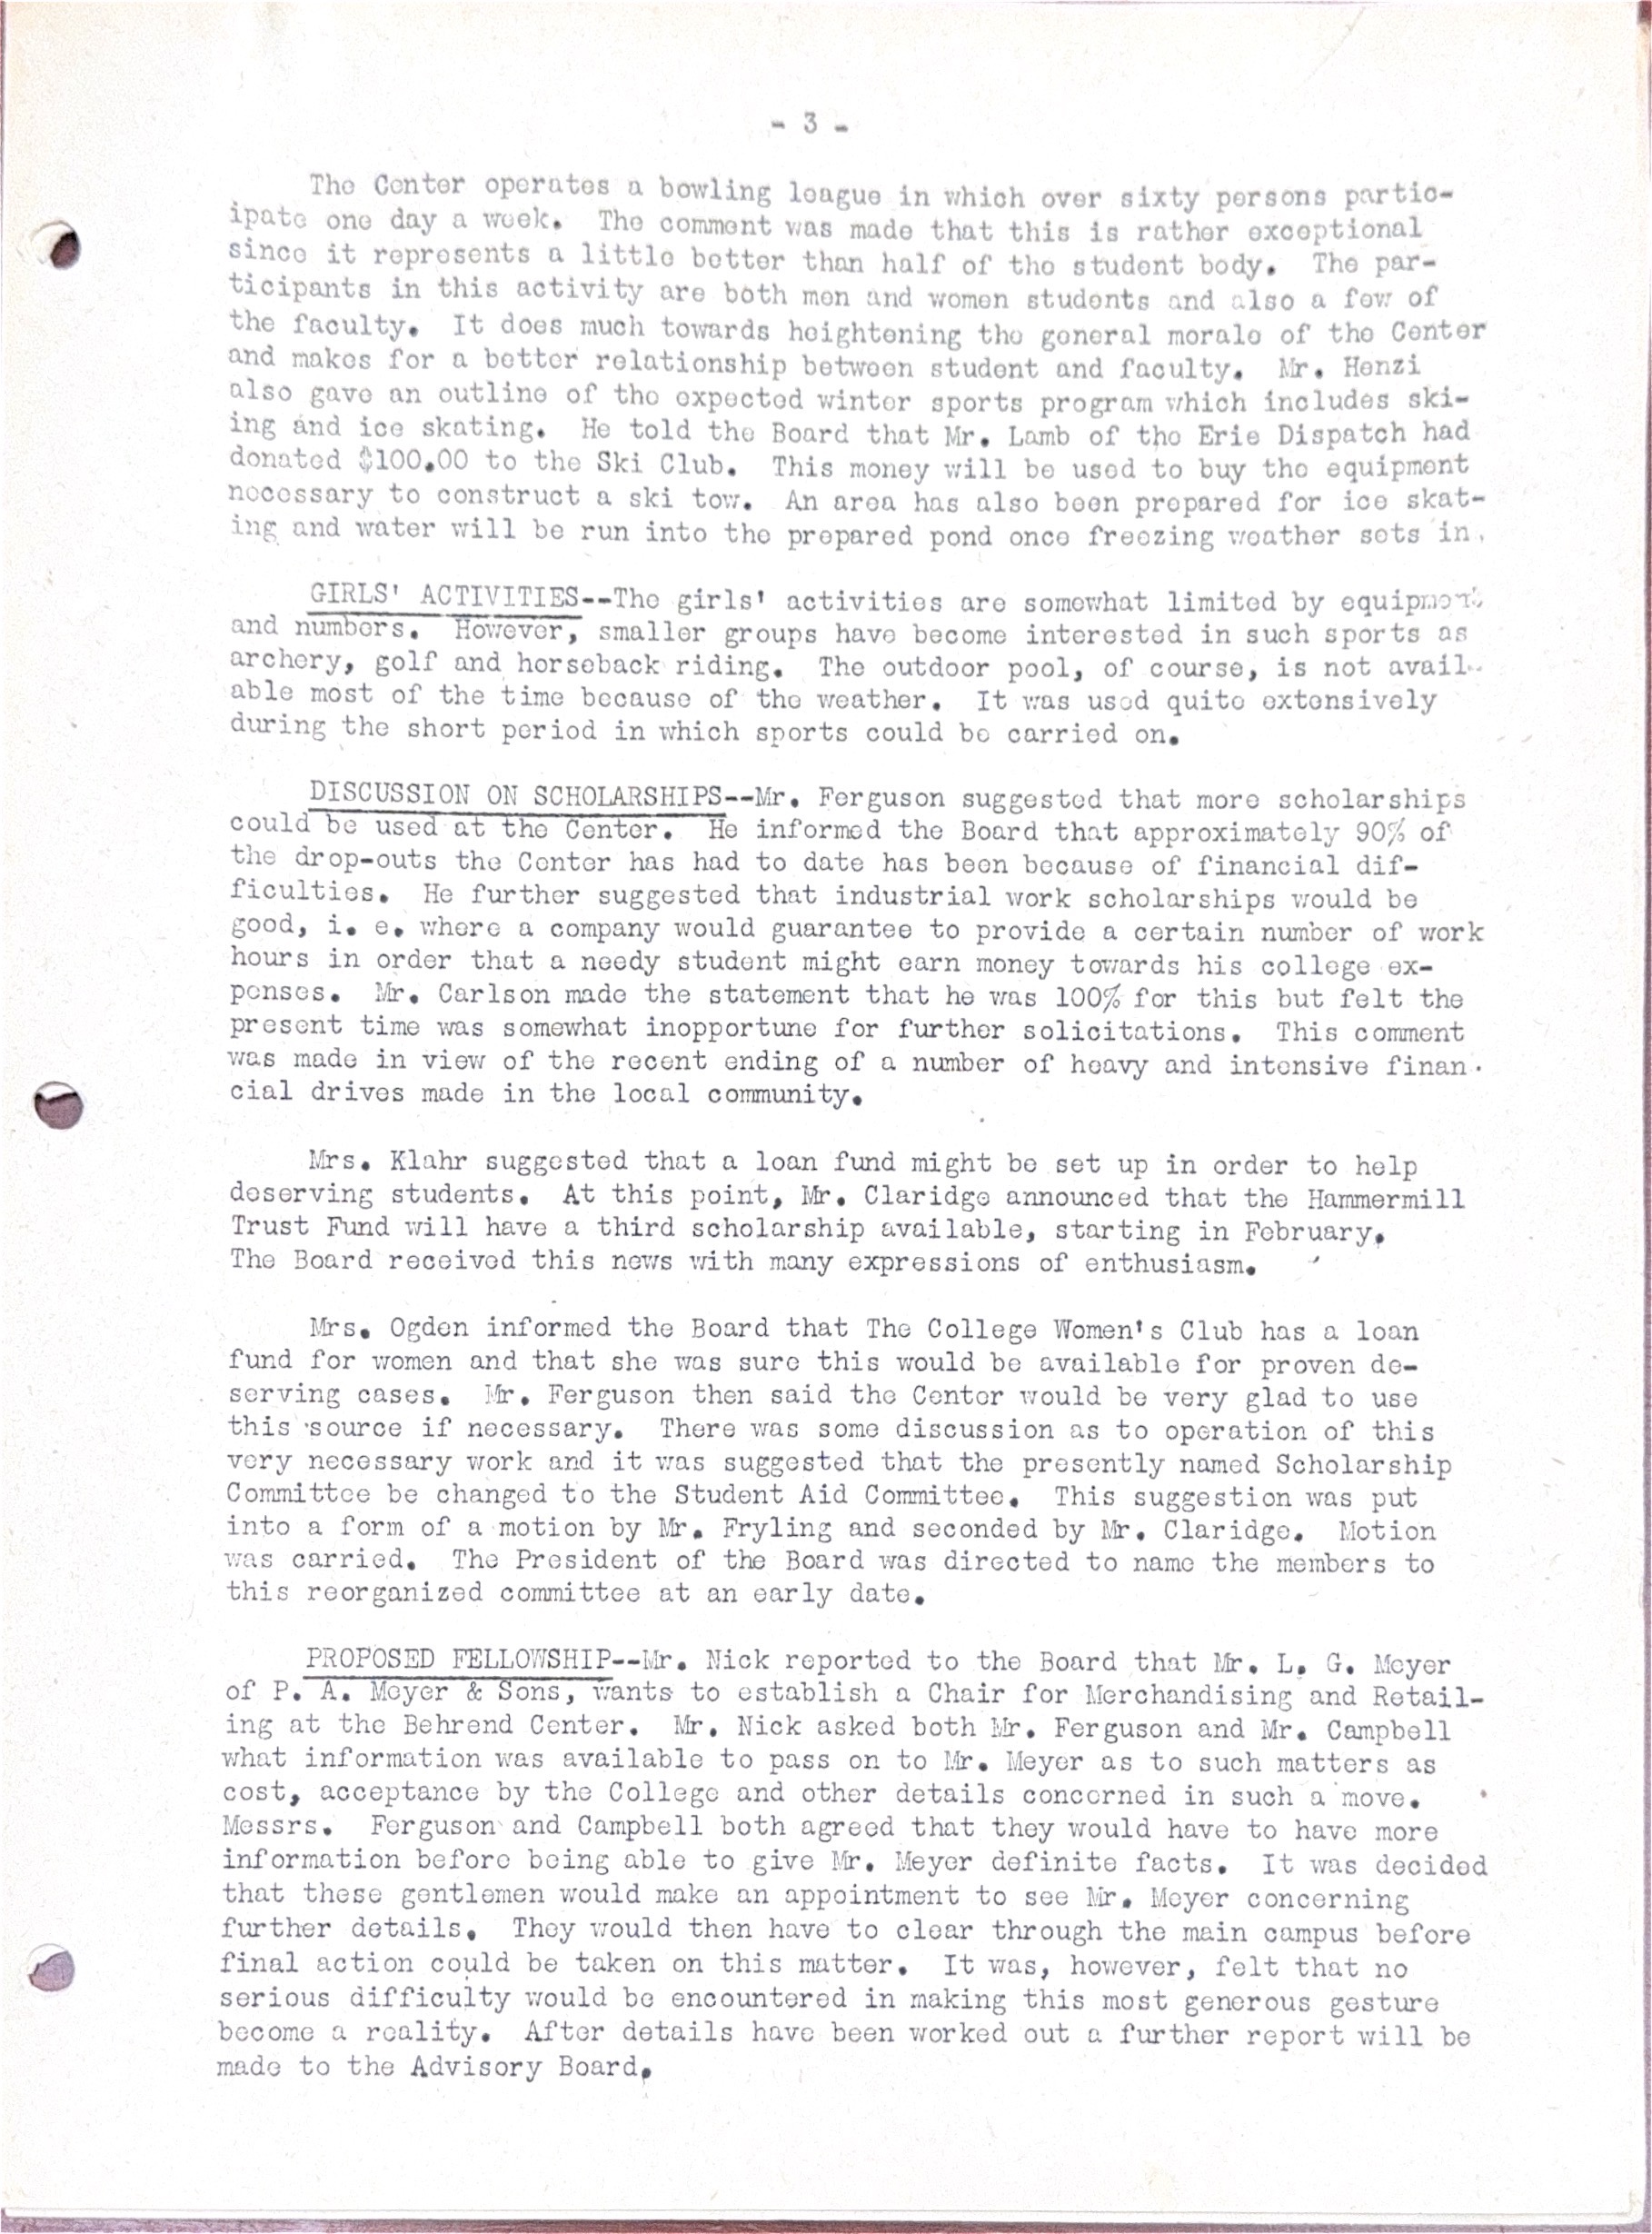 - 3 -
The Center operates a bowling league in which over sixty persons partic-
ipate one day a week. The comment was made that this is rather exceptional
since it represents a little better than half of the student body. The par-
ticipants in this activity are both men and women students and also a few of
the faculty. It does much towards heightening the general morale of the Center
and makes for a better relationship between student and faculty. Mr. Henzi
also gave an outline of the expected winter sports program which includes ski-
ing and ice skating. He told the Board that Mr. Lamb of the Erie Dispatch had
donated $100.00 to the Ski Club. This money will be used to buy the equipment
necessary to construct a ski tow. An area has also been prepared for ice skat-
ing and water will be run into the prepared pond once freezing weather sets in.
GIRLS' ACTIVITIES--The girls' activities are somewhat limited by equipment
and numbers. However, smaller groups have become interested in such sports as
archery, golf and horseback riding. The outdoor pool, of course, is not avail-
able most of the time because of the weather. It was used quite extensively
during the short period in which sports could be carried on.
DISCUSSION ON SCHOLARSHIPS--Mr. Ferguson suggested that more scholarships
could be used at the Center. He informed the Board that approximately 90% of
the drop-outs the Center has had to date has been because of financial dif-
ficulties. He further suggested that industrial work scholarships would be
good, i. e. where a company would guarantee to provide a certain number of work
hours in order that a needy student might earn money towards his college ex-
penses. Mr. Carlson made the statement that he was 100% for this but felt the
present time was somewhat inopportune for further solicitations. This comment
was made in view of the recent ending of a number of heavy and intensive finan-
cial drives made in the local community.
Mrs. Klahr suggested that a loan fund might be set up in order to help
deserving students. At this point, Mr. Claridge announced that the Hammermill
Trust Fund will have a third scholarship available, starting in February.
The Board received this news with many expressions of enthusiasm.
Mrs. Ogden informed the Board that The College Women's Club has a loan
fund for women and that she was sure this would be available for proven de-
serving cases. Mr. Ferguson then said the Center would be very glad to use
this source if necessary. There was some discussion as to operation of this
very necessary work and it was suggested that the presently named Scholarship
Committee be changed to the Student Aid Committee. This suggestion was put
into a form of a motion by Mr. Fryling and seconded by Mr. Claridge. Motion
was carried. The President of the Board was directed to name the members to
this reorganized committee at an early date.
PROPOSED FELLOWSHIP--Mr. Nick reported to the Board that Mr. L. G. Meyer
of P. A. Meyer & Sons, wants to establish a Chair for Merchandising and Retail-
ing at the Behrend Center. Mr. Nick asked both Mr. Ferguson and Mr. Campbell
what information was available to pass on to Mr. Meyer as to such matters as
cost, acceptance by the College and other details concerned in such a move.
Messrs. Ferguson and Campbell both agreed that they would have to have more
information before being able to give Mr. Meyer definite facts. It was decided
that these gentlemen would make an appointment to see Mr. Meyer concerning
further details. They would then have to clear through the main campus before
final action could be taken on this matter. It was, however, felt that no
serious difficulty would be encountered in making this most generous gesture
become a reality. After details have been worked out a further report will be
made to the Advisory Board.